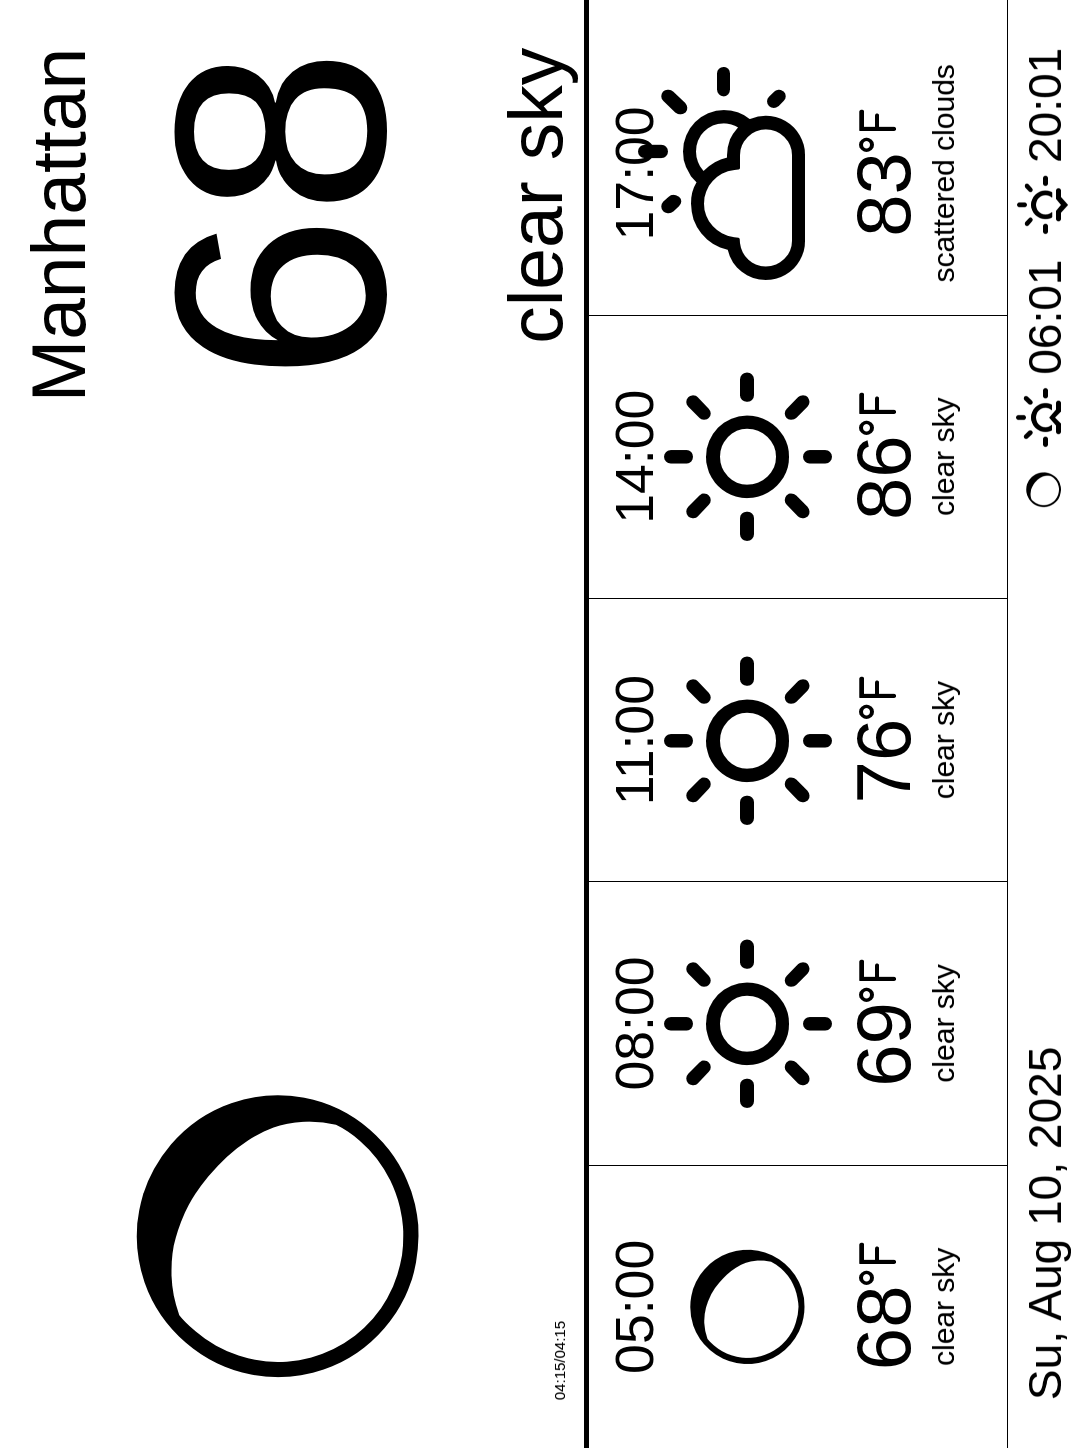 Manhattan
68
04:15/04:15
clear sky
05:00
68°F
clear sky
08:00
69°F
clear sky
11:00
76°F
clear sky
14:00
86°F
clear sky
17:00
83°F
scattered clouds
Su, Aug 10, 2025
06:01 20:01